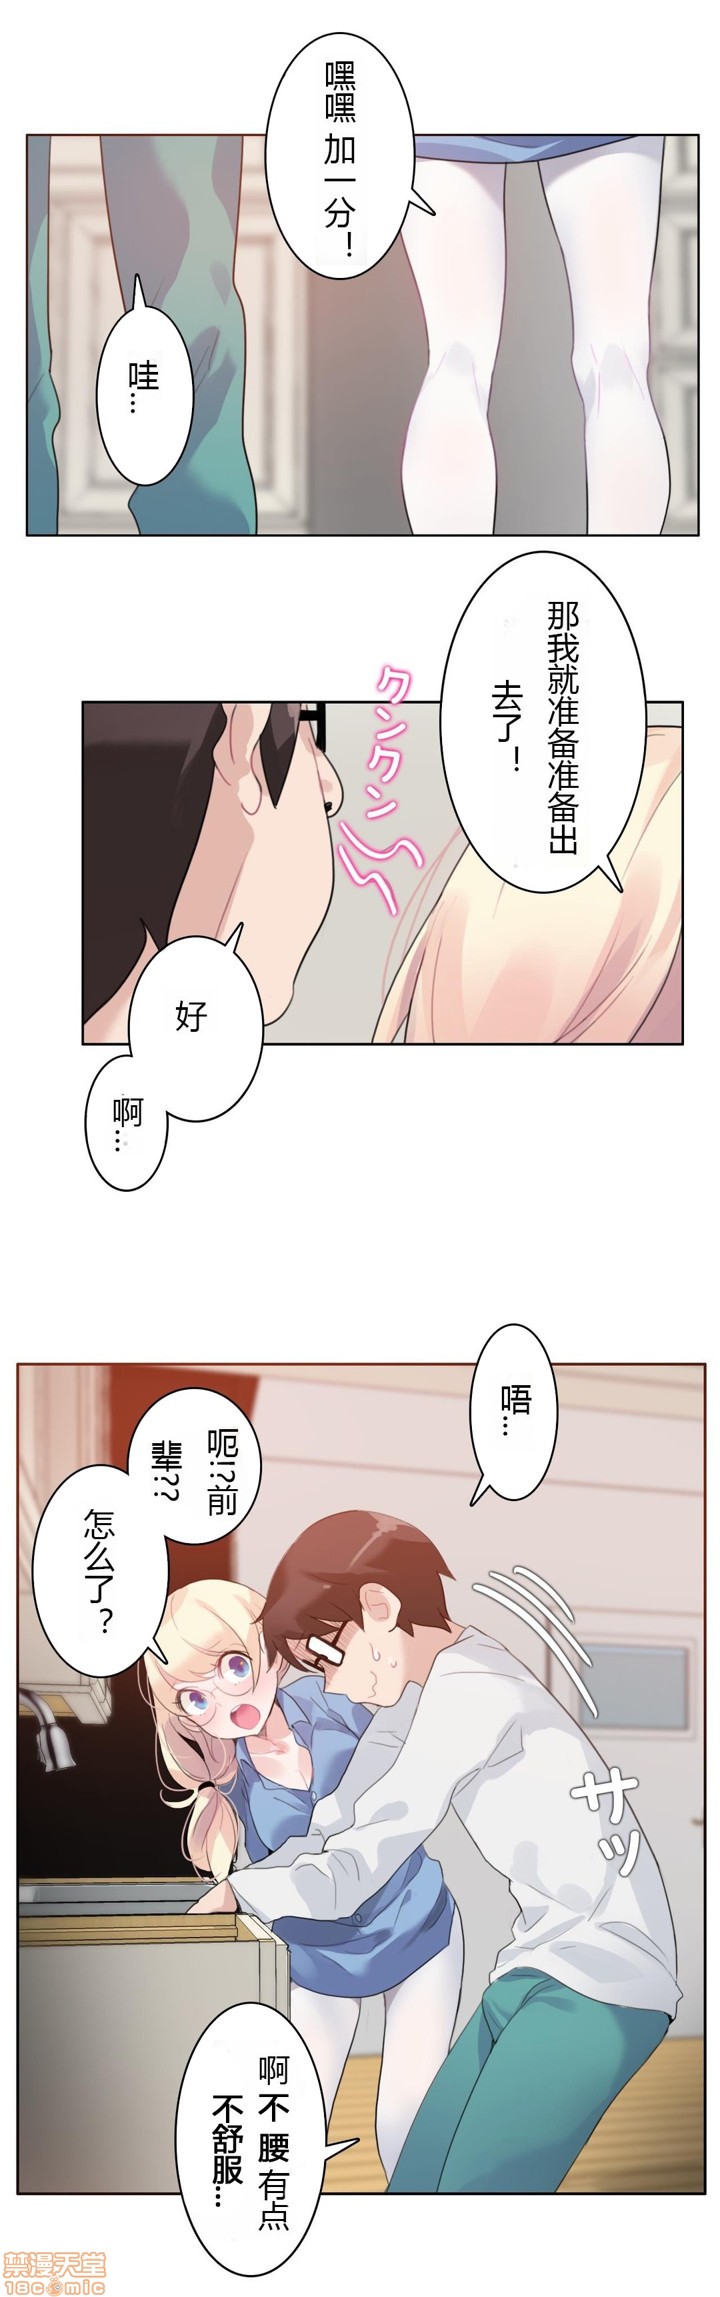 嘿嘿 加一分！
哇…
那我就准备准备出
去了！
クンクン
好
啊…
唔…
呃!?前
辈??
怎么了？
サッ
啊 不 腰 有点
不舒服…
禁漫天堂
18comic